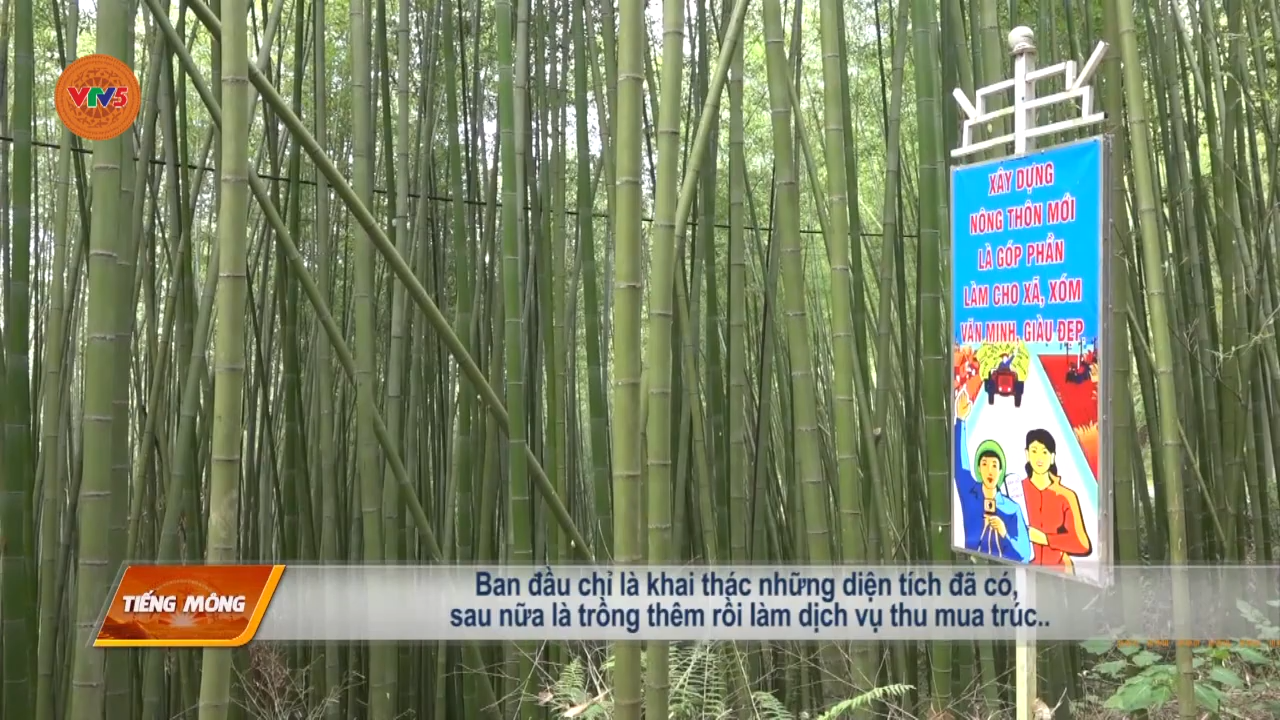 VTV5
XÂY DỰNG
NÔNG THÔN MỚI
LÀ GÓP PHẦN
LÀM CHO XÃ, XÓM
VĂN MINH, GIÀU ĐẸP
TIẾNG MÔNG
Ban đầu chỉ là khai thác những diện tích đã có,
sau nữa là trồng thêm rồi làm dịch vụ thu mua trúc..